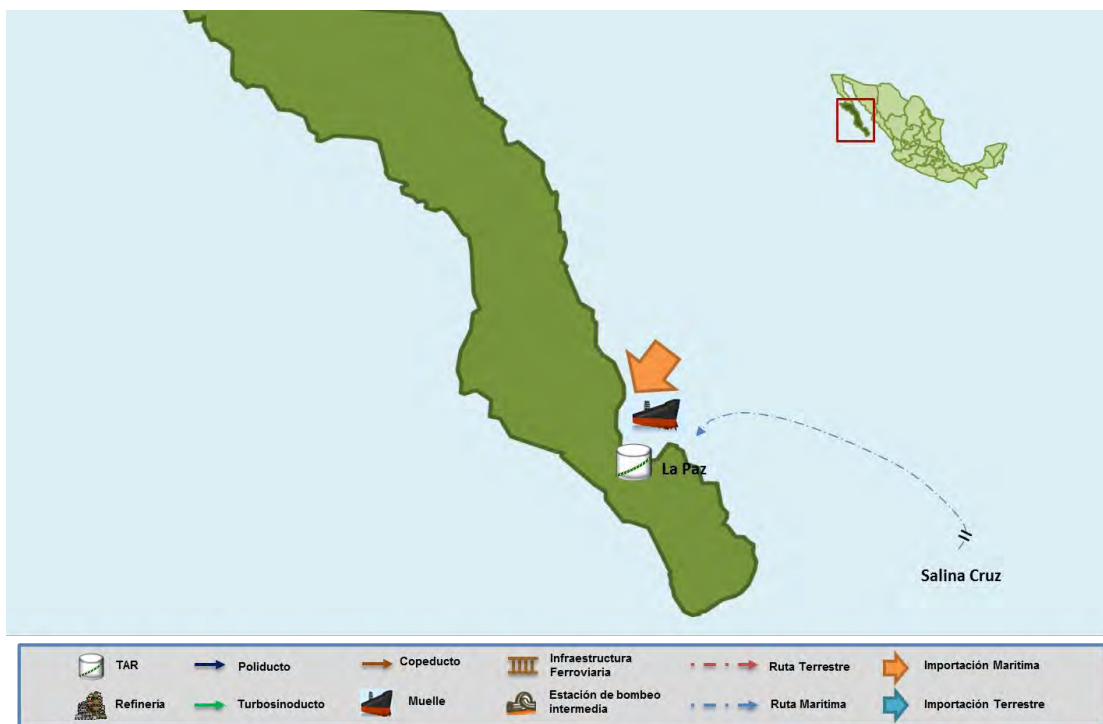 La Paz
Salina Cruz
TAR
Poliducto
Copeducto
Infraestructura
Ferroviaria
Ruta Terrestre
Importación Marítima
Refinería
Turbosinoducto
Muelle
Estación de bombeo
intermedia
Ruta Marítima
Importación Terrestre